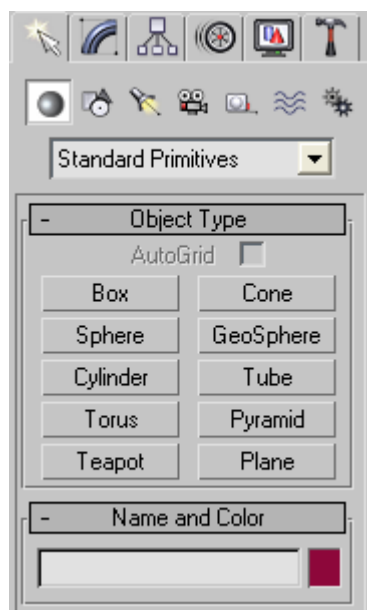 Standard Primitives
- Object Type
AutoGrid
Box Cone
Sphere GeoSphere
Cylinder Tube
Torus Pyramid
Teapot Plane
- Name and Color